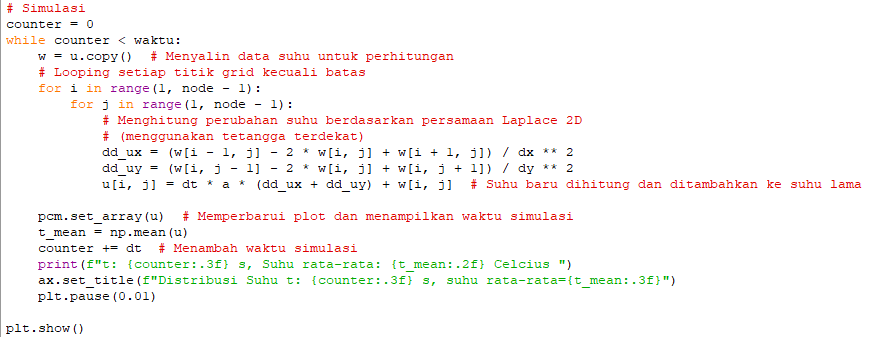 # Simulasi
counter = 0
while counter < waktu:
    w = u.copy()  # Menyalin data suhu untuk perhitungan
    # Looping setiap titik grid kecuali batas
    for i in range(1, node - 1):
        for j in range(1, node - 1):
            # Menghitung perubahan suhu berdasarkan persamaan Laplace 2D
            # (menggunakan tetangga terdekat)
            dd_ux = (w[i - 1, j] - 2 * w[i, j] + w[i + 1, j]) / dx ** 2
            dd_uy = (w[i, j - 1] - 2 * w[i, j] + w[i, j + 1]) / dy ** 2
            u[i, j] = dt * a * (dd_ux + dd_uy) + w[i, j]  # Suhu baru dihitung dan ditambahkan ke suhu lama
    pcm.set_array(u)  # Memperbarui plot dan menampilkan waktu simulasi
    t_mean = np.mean(u)
    counter += dt  # Menambah waktu simulasi
    print(f"t: {counter:.3f} s, Suhu rata-rata: {t_mean:.2f} Celcius ")
    ax.set_title(f"Distribusi Suhu t: {counter:.3f} s, suhu rata-rata={t_mean:.3f}")
    plt.pause(0.01)
plt.show()